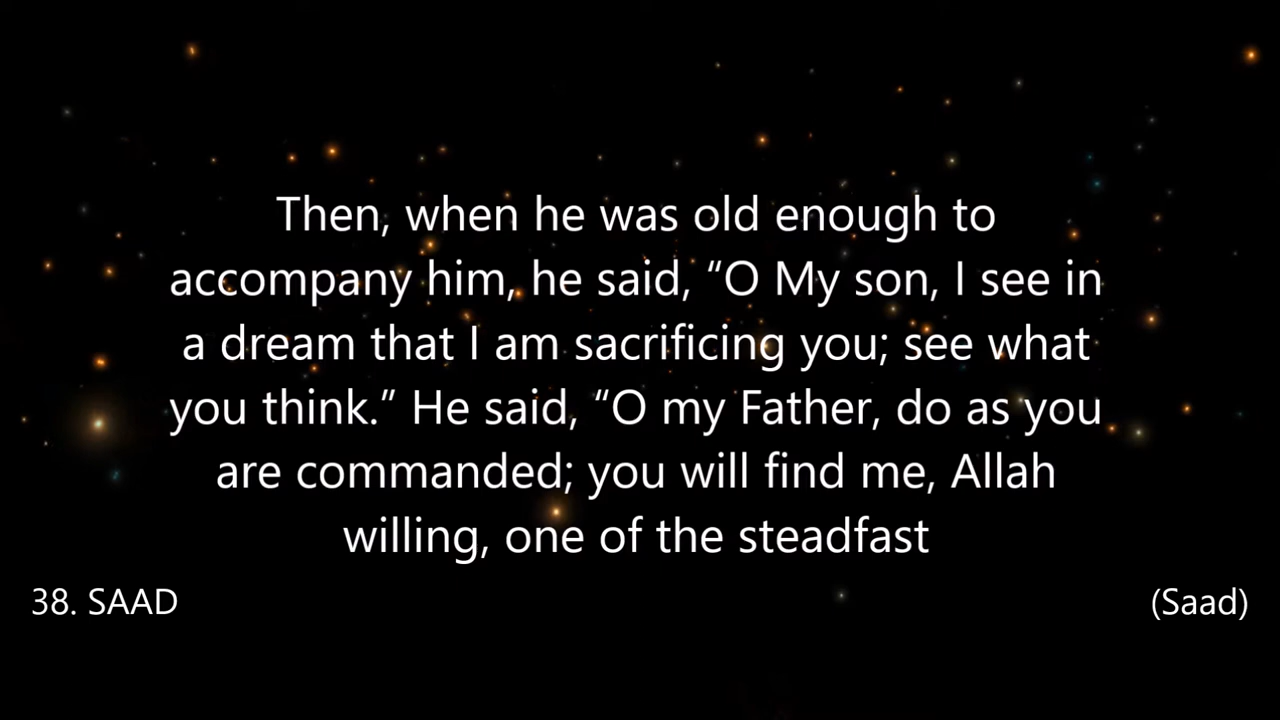 Then, when he was old enough to
accompany him, he said, “O My son, I see in
a dream that I am sacrificing you; see what
you think.” He said, “O my Father, do as you
are commanded; you will find me, Allah
willing, one of the steadfast
38. SAAD
(Saad)